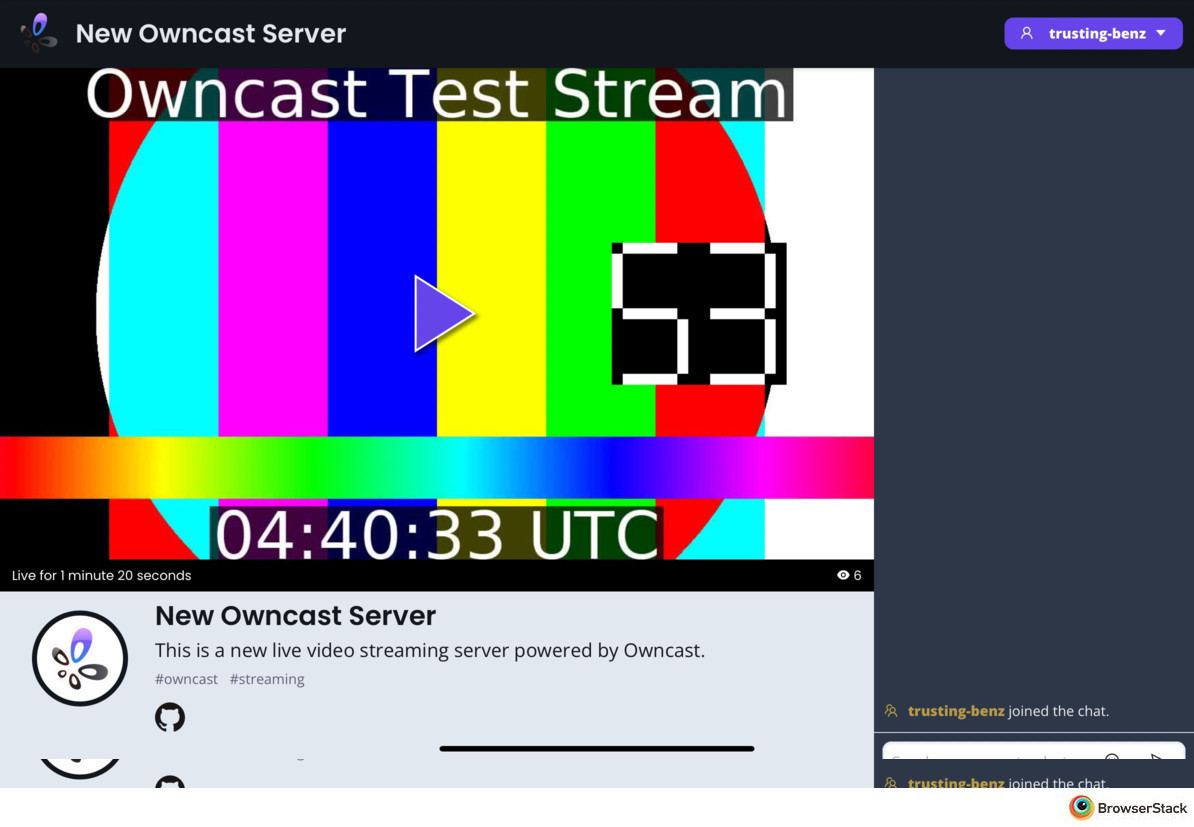 New Owncast Server
trusting-benz
Owncast Test Stream
53
04:40:33 UTC
Live for 1 minute 20 seconds
6
New Owncast Server
This is a new live video streaming server powered by Owncast.
#owncast #streaming
trusting-benz joined the chat.
trusting-benz joined the chat.
BrowserStack